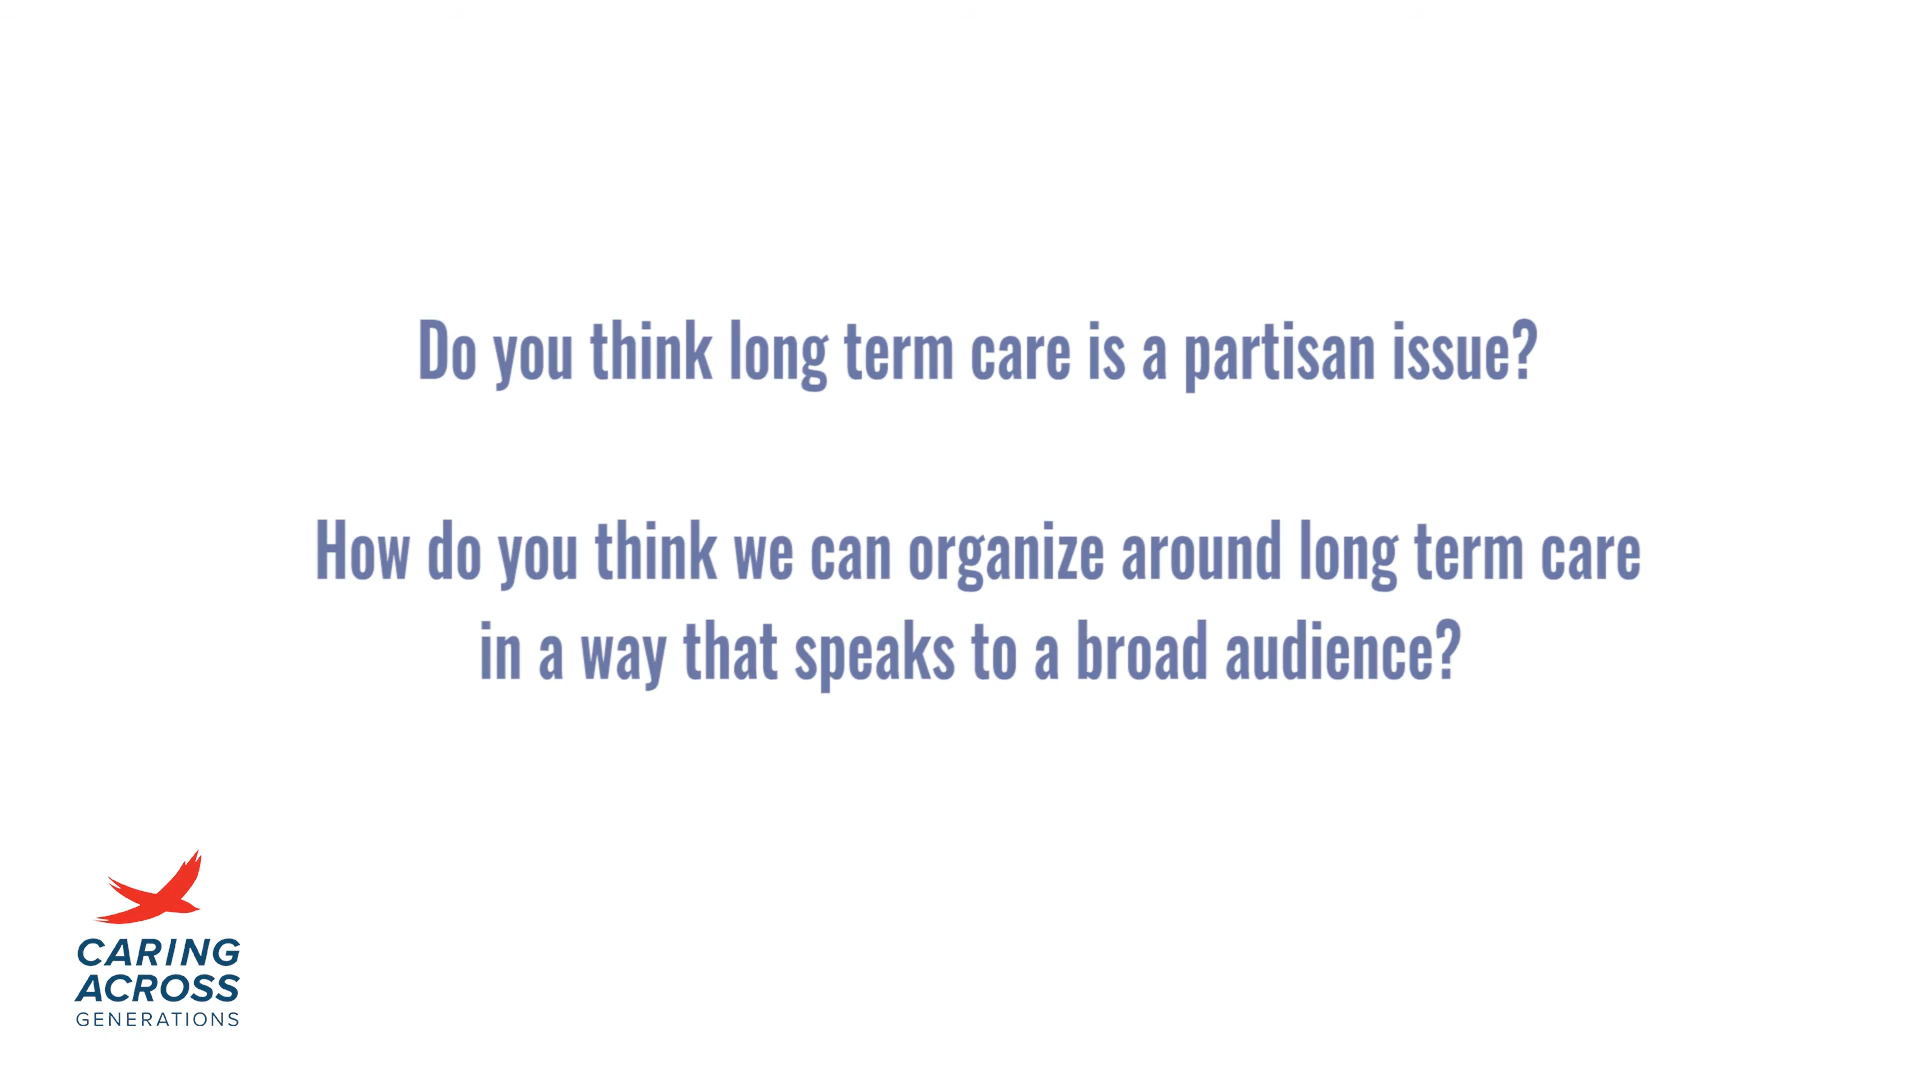 Do you think long term care is a partisan issue?
How do you think we can organize around long term care
in a way that speaks to a broad audience?
CARING
ACROSS
GENERATIONS